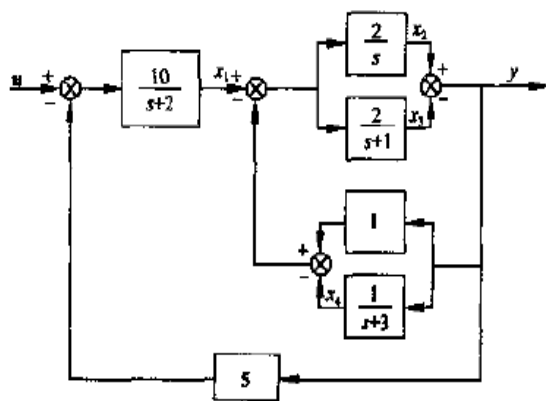 u
+
−
10
s+2
x₁
+
−
2
s
x₂
2
s+1
x₃
+
−
y
+
−
1
x₄
1
s+3
5